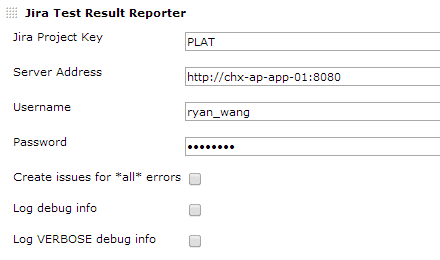 Jira Test Result Reporter
Jira Project Key PLAT
Server Address http://chx-ap-app-01:8080
Username ryan_wang
Password ••••••••
Create issues for *all* errors
Log debug info
Log VERBOSE debug info